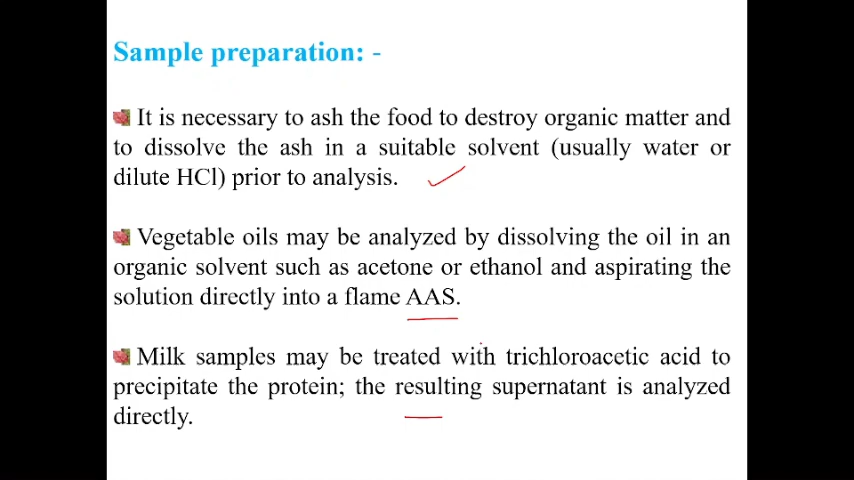 Sample preparation: -
It is necessary to ash the food to destroy organic matter and
to dissolve the ash in a suitable solvent (usually water or
dilute HCl) prior to analysis.
Vegetable oils may be analyzed by dissolving the oil in an
organic solvent such as acetone or ethanol and aspirating the
solution directly into a flame AAS.
Milk samples may be treated with trichloroacetic acid to
precipitate the protein; the resulting supernatant is analyzed
directly.